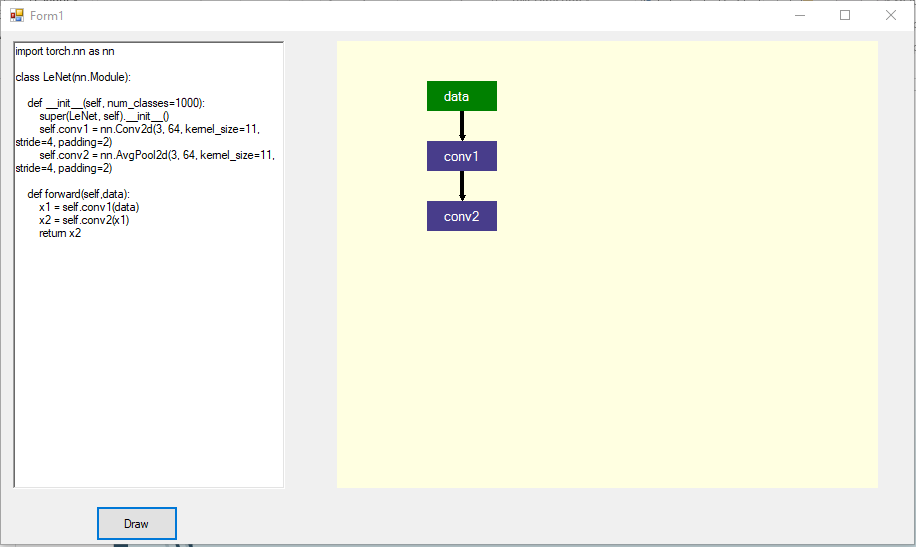 Form1
import torch.nn as nn
class LeNet(nn.Module):
def __init__(self, num_classes=1000):
super(LeNet, self).__init__()
self.conv1 = nn.Conv2d(3, 64, kernel_size=11,
stride=4, padding=2)
self.conv2 = nn.AvgPool2d(3, 64, kernel_size=11,
stride=4, padding=2)
def forward(self,data):
x1 = self.conv1(data)
x2 = self.conv2(x1)
return x2
data
conv1
conv2
Draw